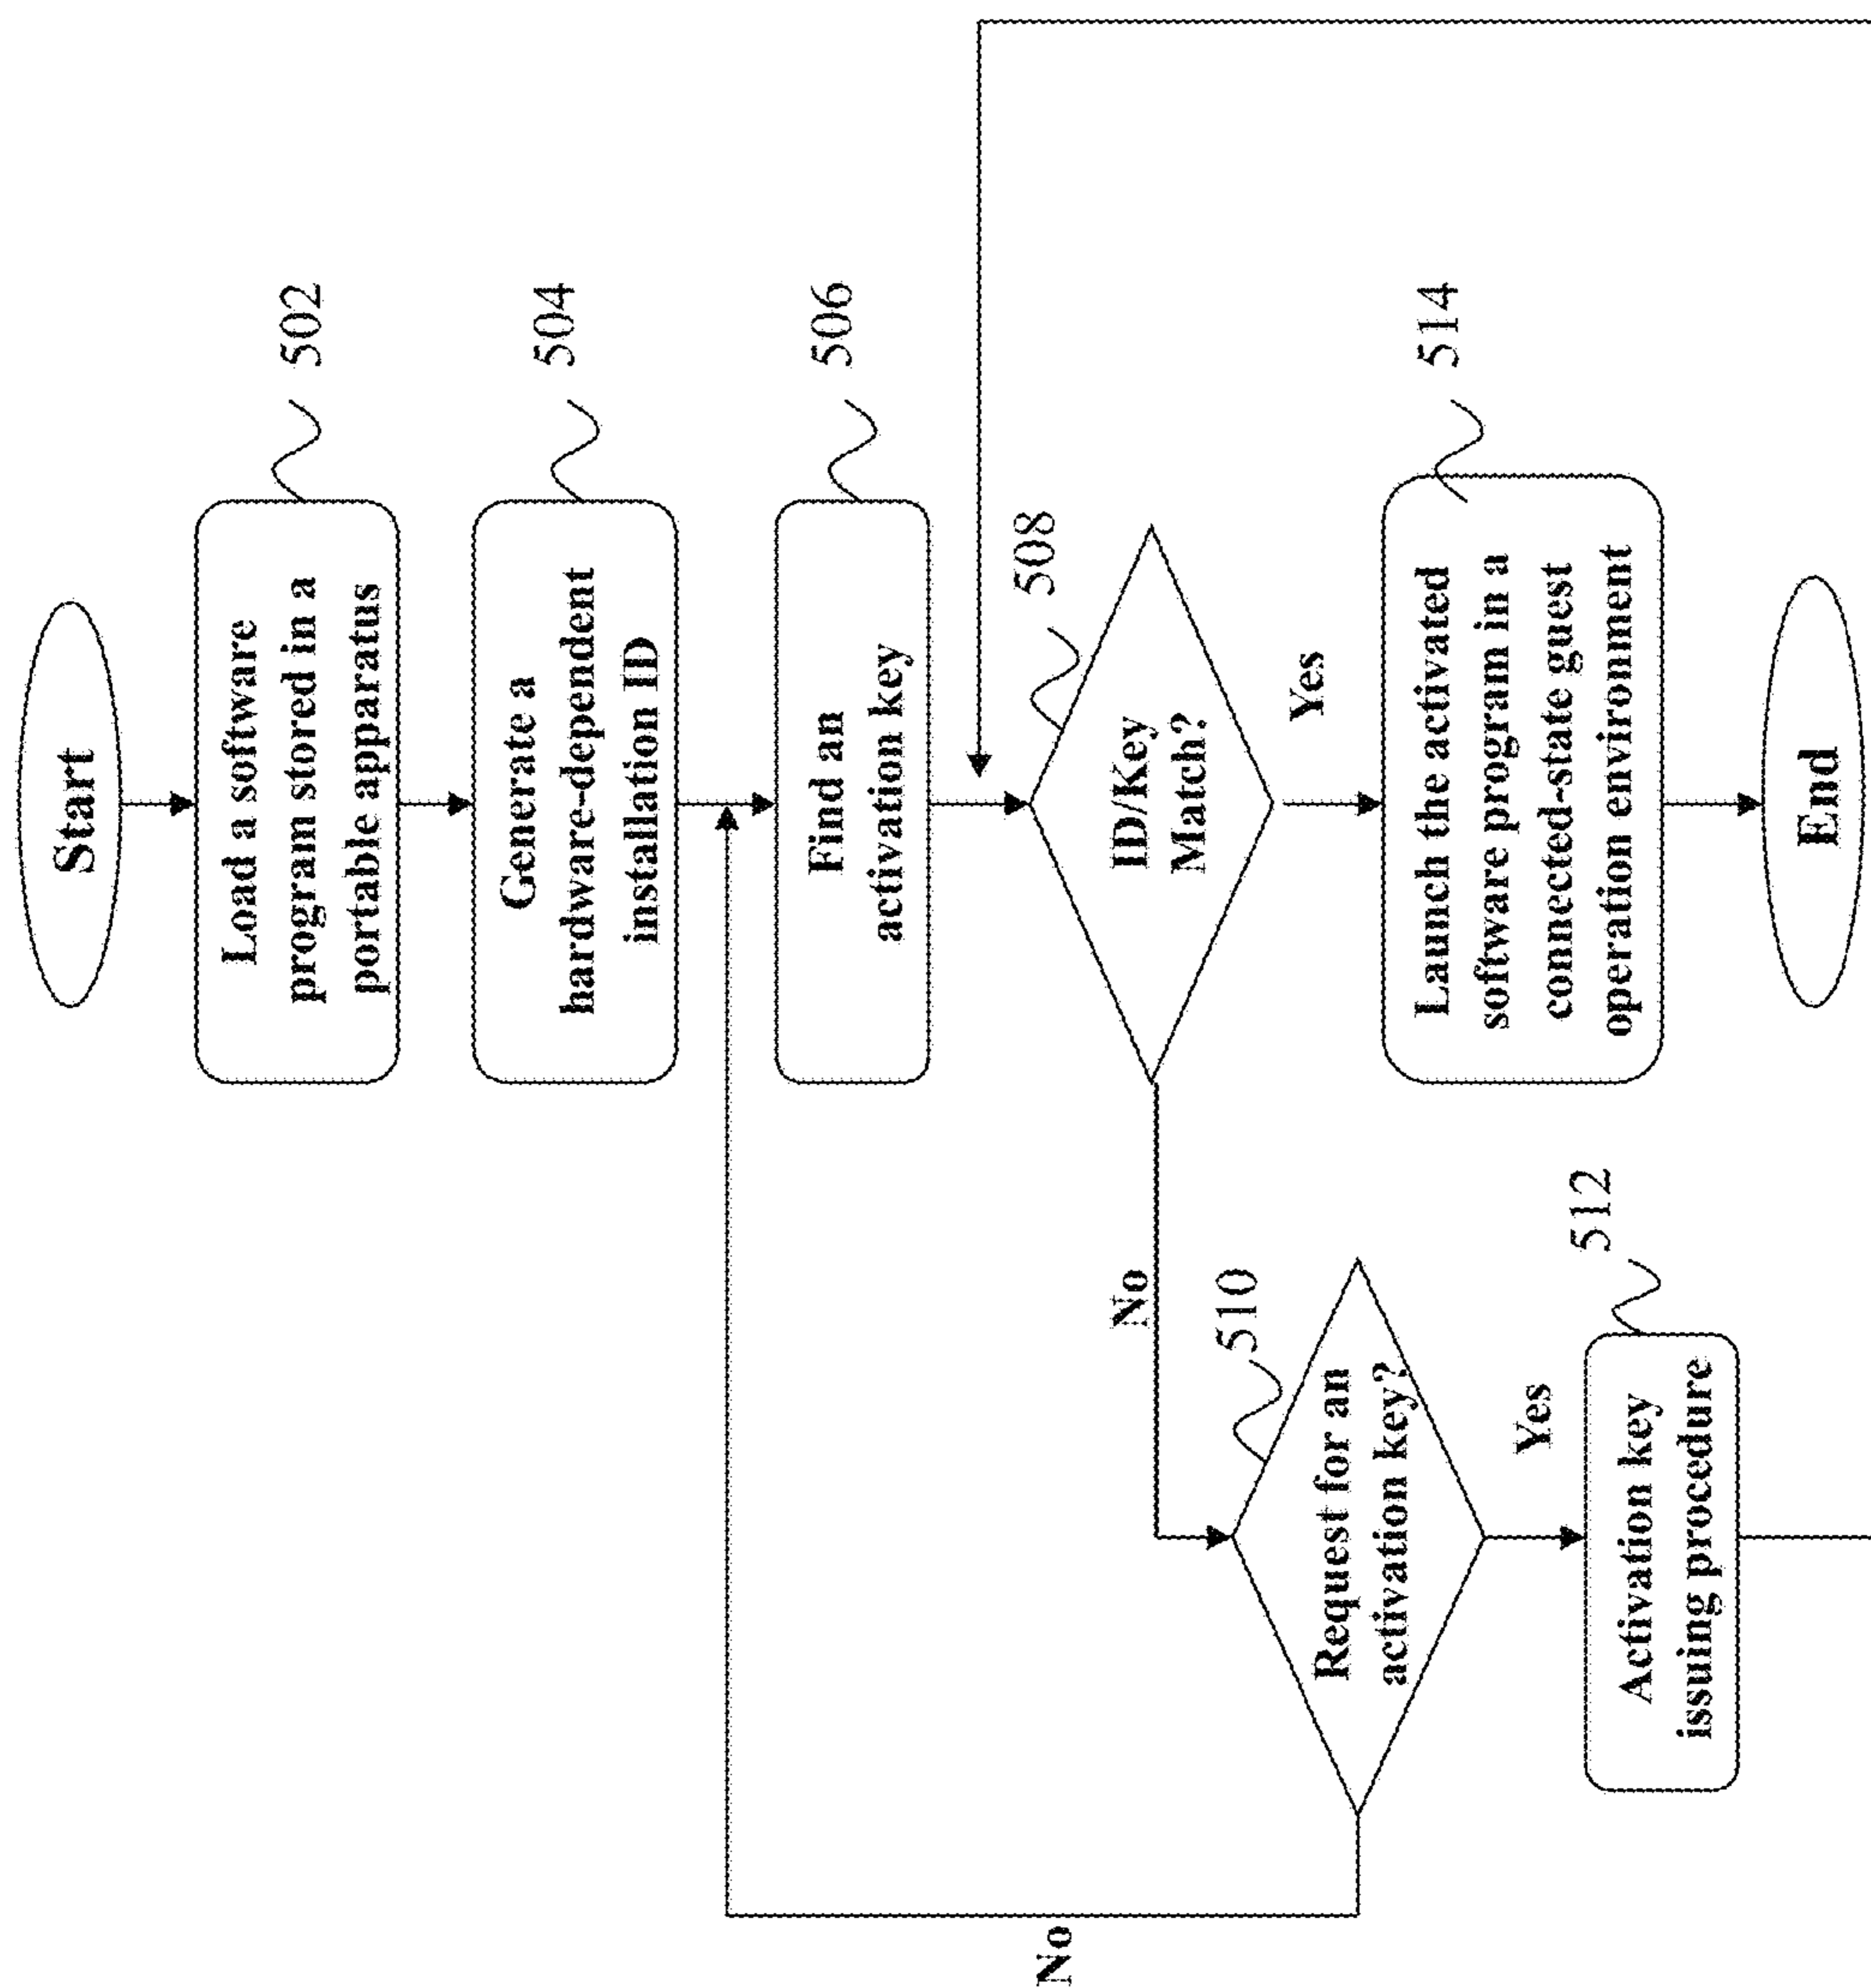 Start
Load a software
program stored in a
portable apparatus
502
Generate a
hardware-dependent
installation ID
504
Find an
activation key
506
ID/Key
Match?
508
No
Yes
Request for an
activation key?
510
No
Yes
Activation key
issuing procedure
512
Launch the activated
software program in a
connected-state guest
operation environment
514
End